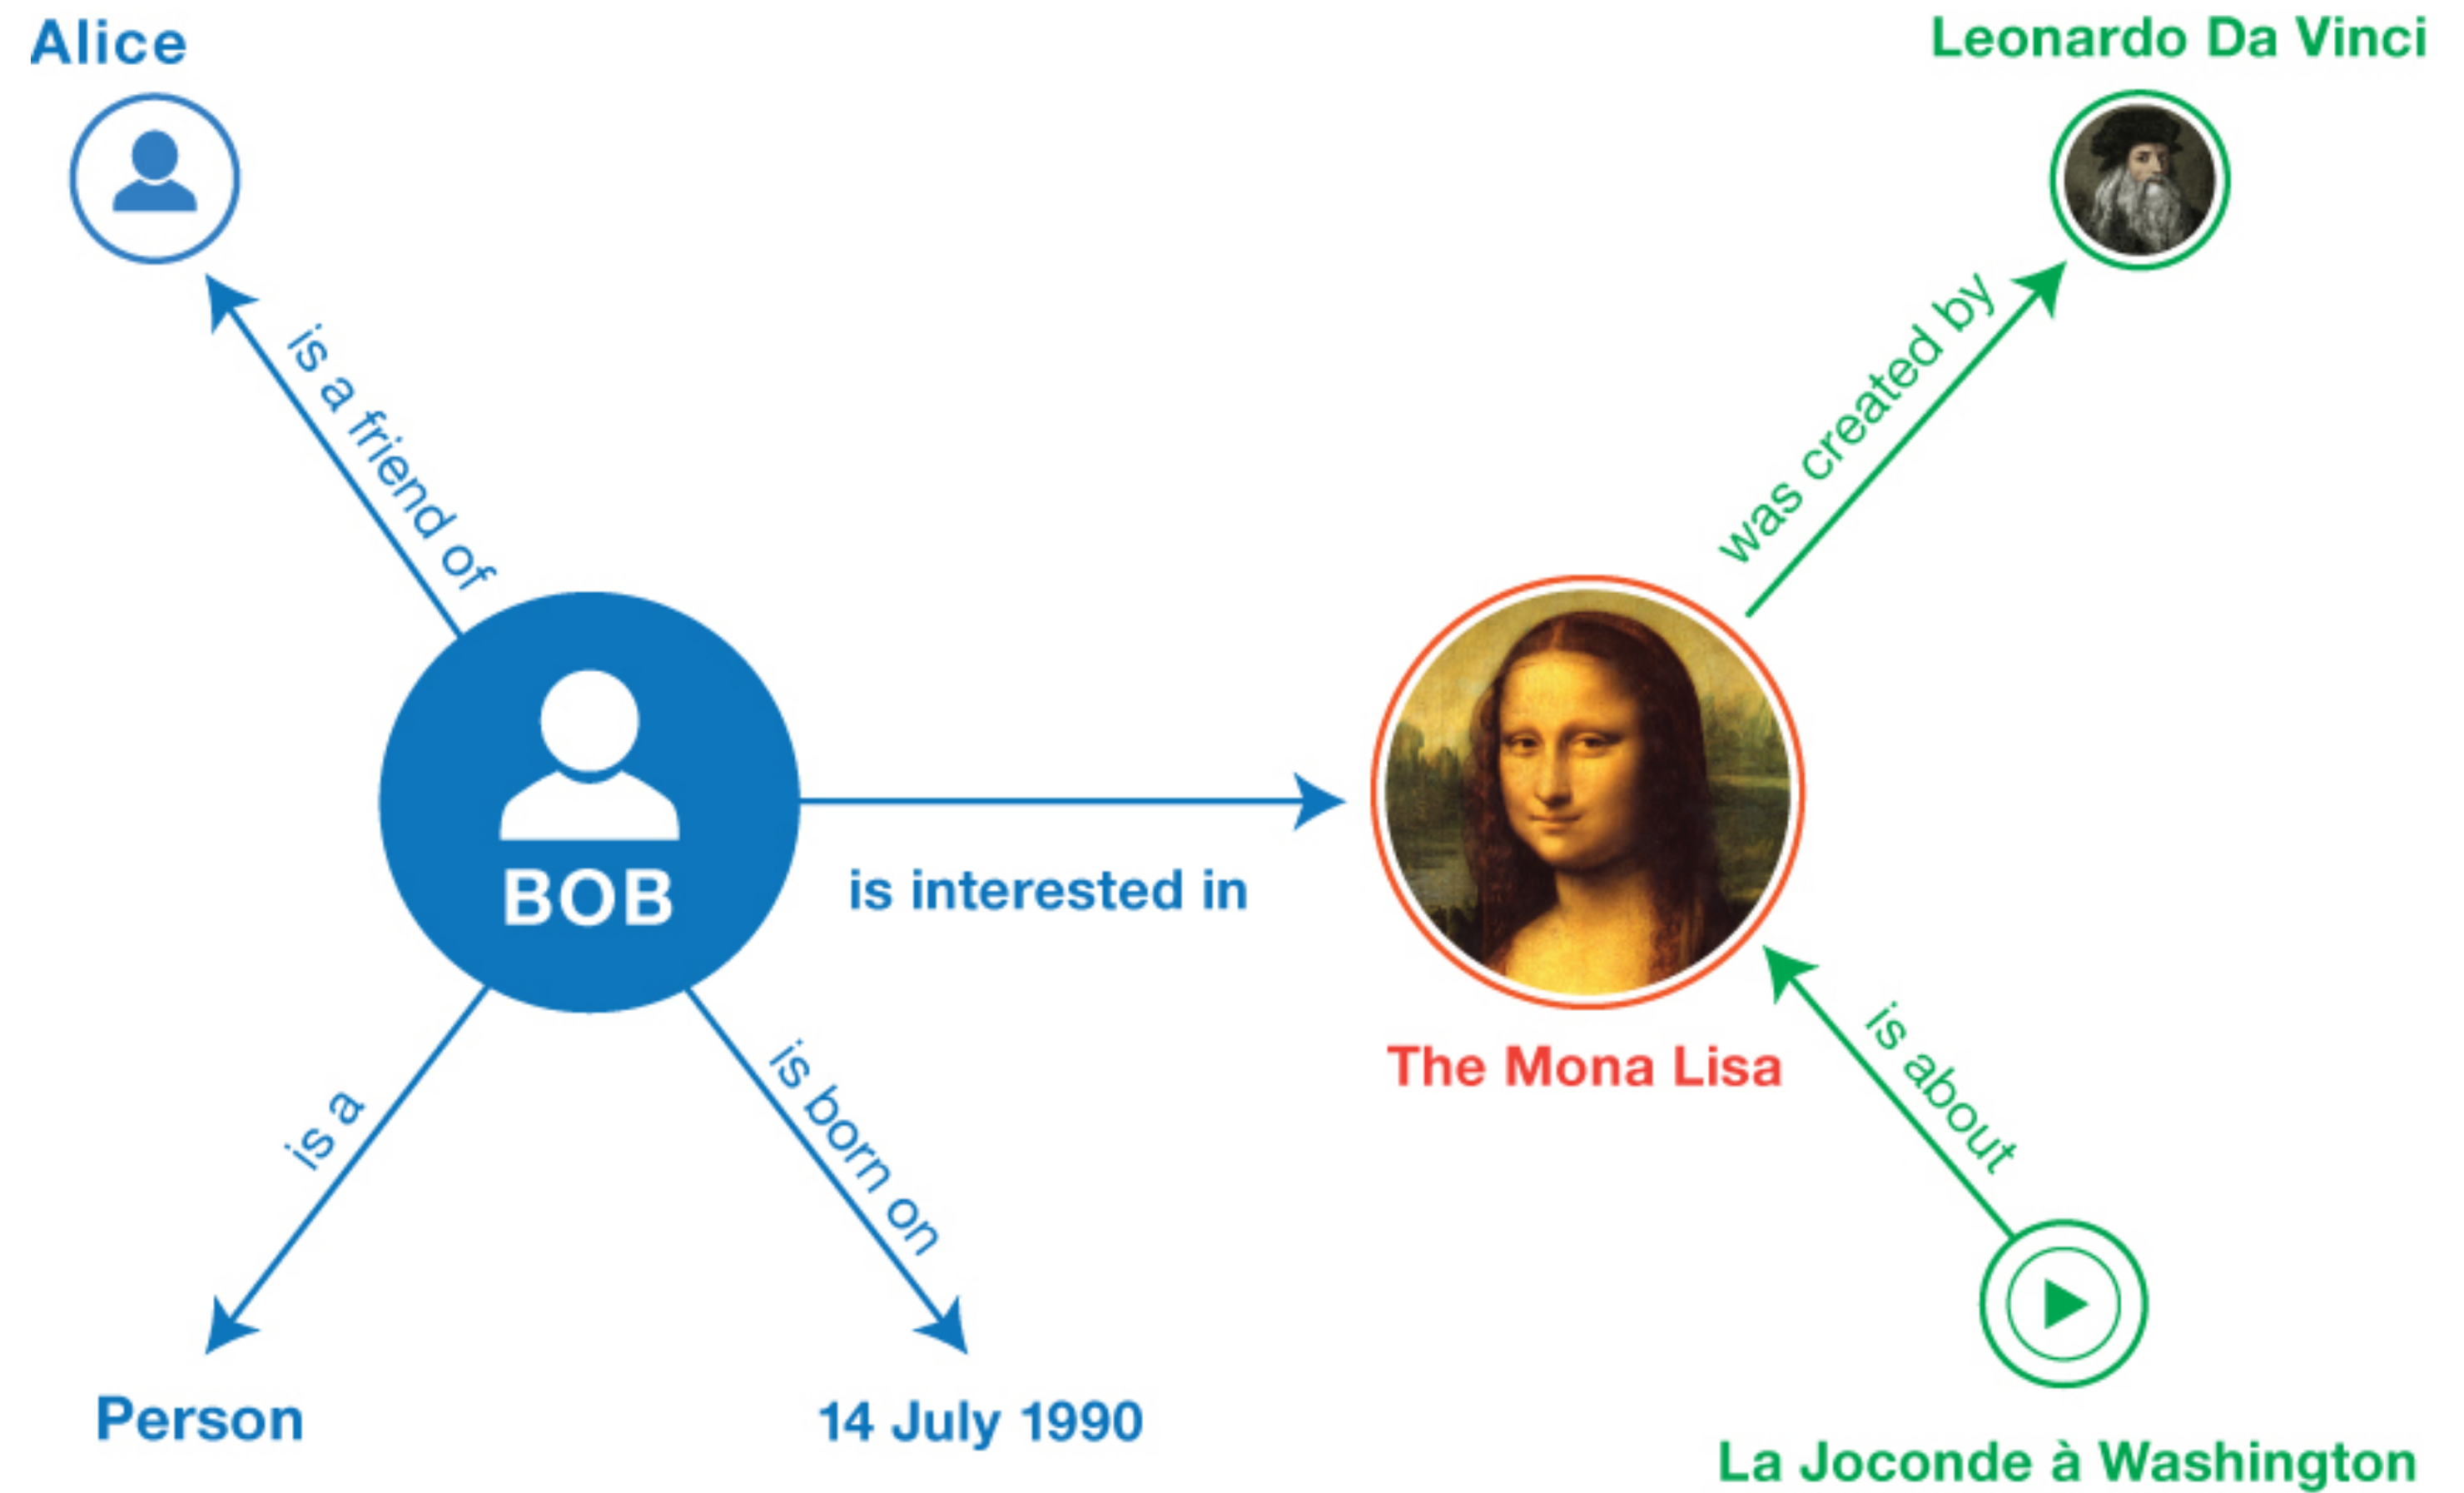 Alice
Leonardo Da Vinci
is a friend of
was created by
BOB
is interested in
The Mona Lisa
is a
is born on
is about
Person
14 July 1990
La Joconde à Washington